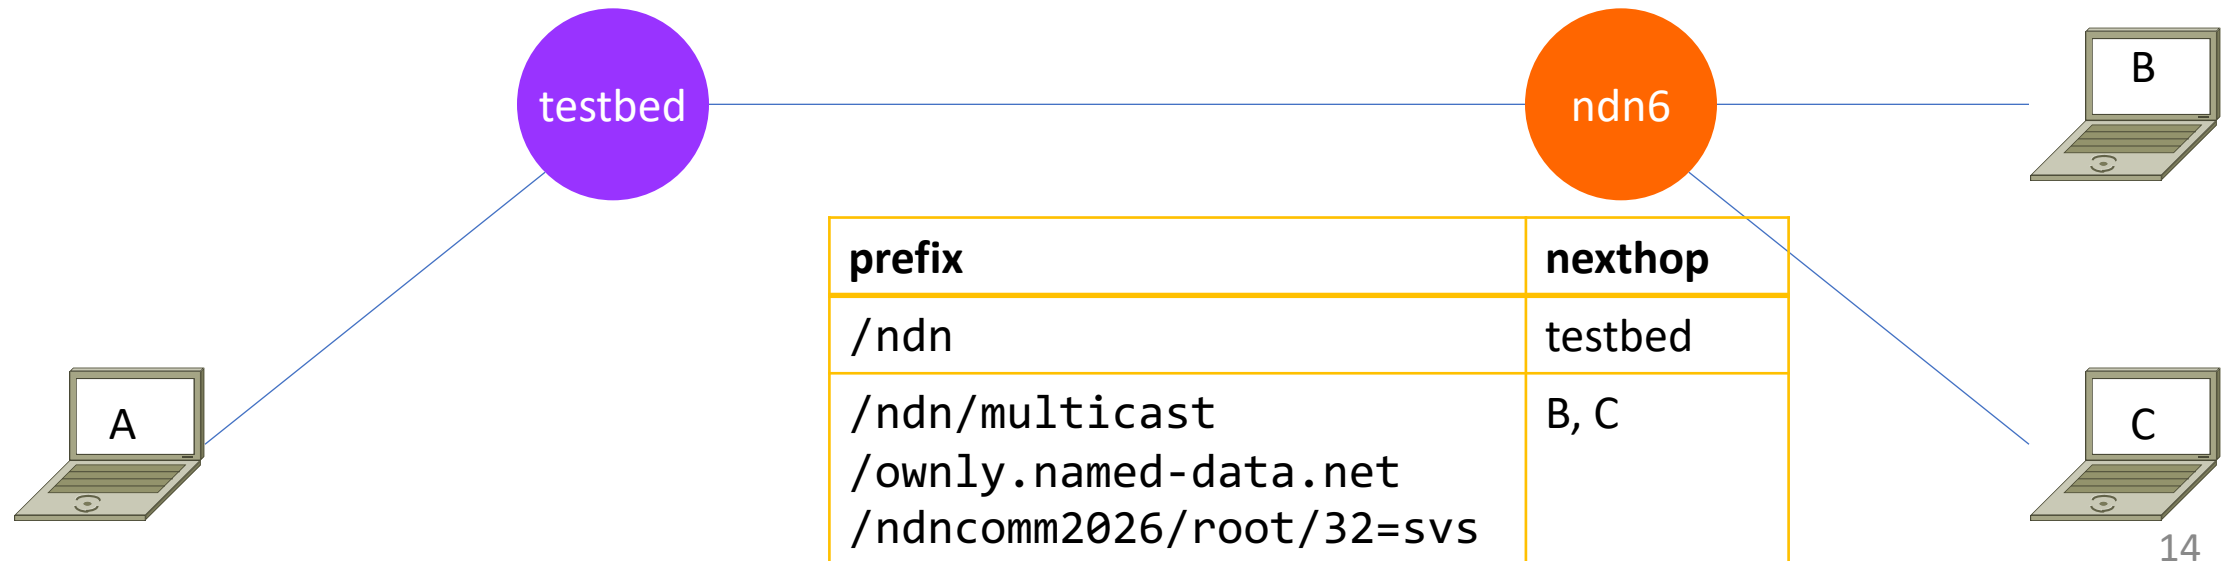 testbed
ndn6
B
prefix nexthop
/ndn testbed
/ndn/multicast B, C
/ownly.named-data.net
/ndncomm2026/root/32=svs
A
C
14